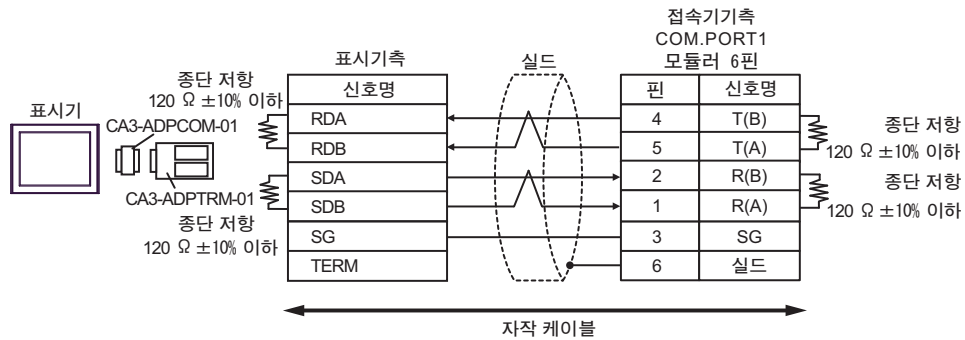 접속기기측
COM.PORT1
모듈러 6핀
표시기측
실드
종단 저항
120 Ω ±10% 이하
표시기
CA3-ADPCOM-01
CA3-ADPTRM-01
종단 저항
120 Ω ±10% 이하
신호명
RDA
RDB
SDA
SDB
SG
TERM
핀 신호명
4 T(B)
5 T(A)
2 R(B)
1 R(A)
3 SG
6 실드
종단 저항
120 Ω ±10% 이하
종단 저항
120 Ω ±10% 이하
자작 케이블